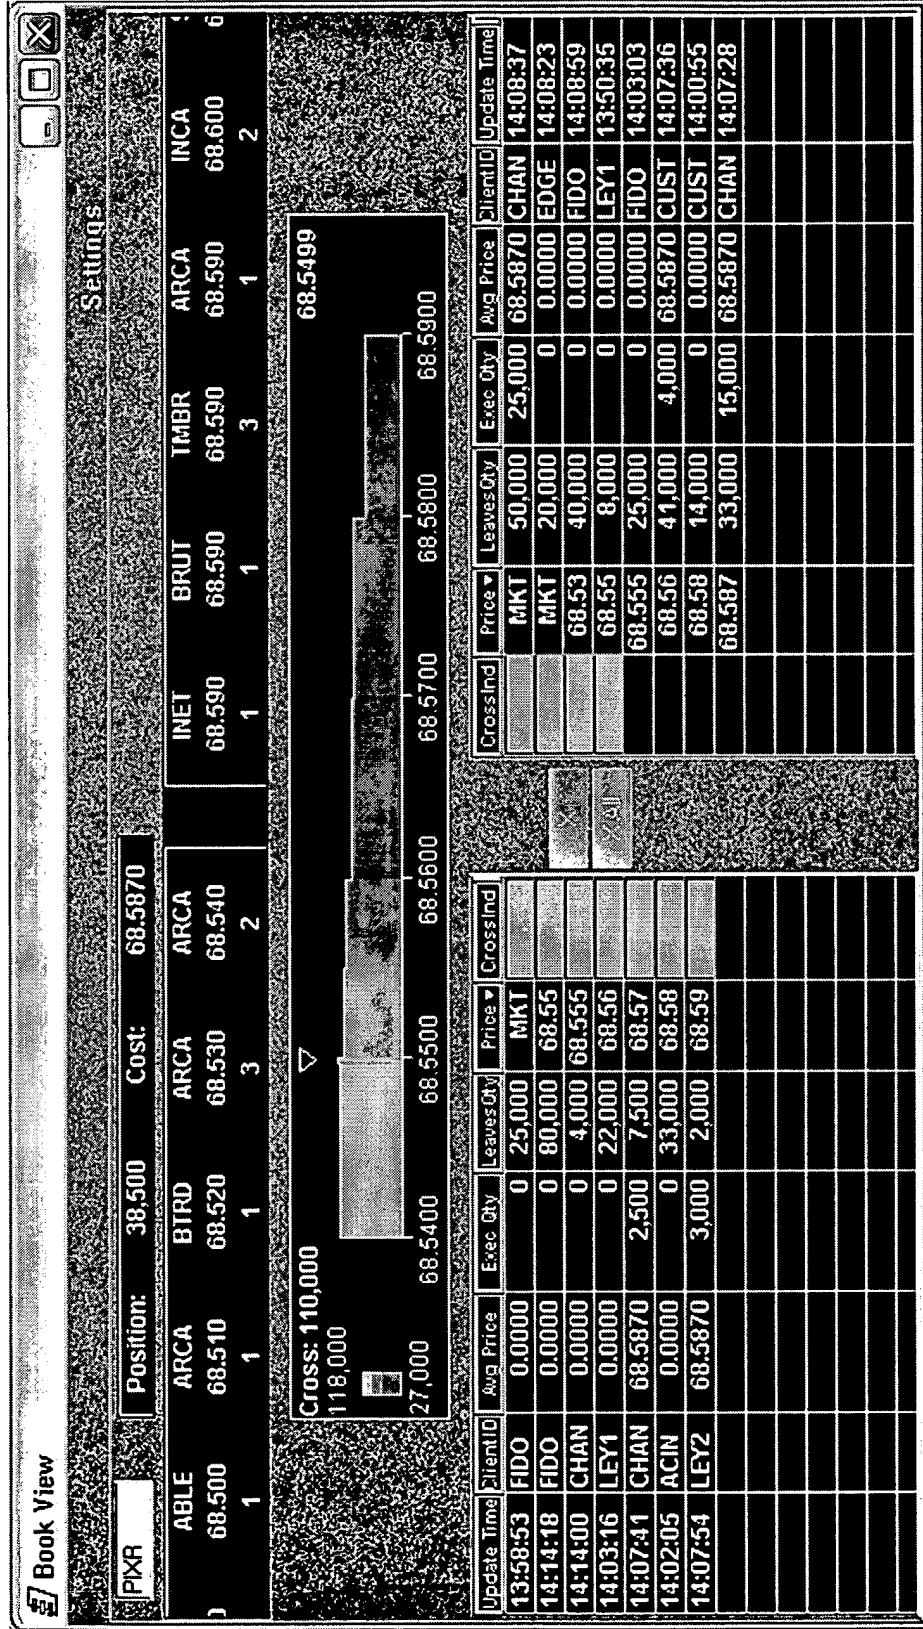 Book View
Settings
PIXR Position: 38,500 Cost: 68.5870
ABLE ARCA BTRD ARCA ARCA INET BRUT TMBR ARCA INCA
68.500 68.510 68.520 68.530 68.540 68.590 68.590 68.590 68.590 68.600 6
1 1 1 3 2 1 1 3 1 2
Cross: 110,000 68.5499
118,000
27,000
68.5400 68.5500 68.5600 68.5700 68.5800 68.5900
Update Time ClientID Avg Price Exec Qty LeavesQty Price ▼ CrossInd
13:58:53 FIDO 0.0000 0 25,000 MKT
14:14:18 FIDO 0.0000 0 80,000 68.55
14:14:00 CHAN 0.0000 0 4,000 68.555
14:03:16 LEY1 0.0000 0 22,000 68.56
14:07:41 CHAN 68.5870 2,500 7,500 68.57
14:02:05 ACIN 0.0000 0 33,000 68.58
14:07:54 LEY2 68.5870 3,000 2,000 68.59
X
X All
CrossInd Price ▼ LeavesQty Exec Qty Avg Price ClientID Update Time
MKT 50,000 25,000 68.5870 CHAN 14:08:37
MKT 20,000 0 0.0000 EDGE 14:08:23
68.53 40,000 0 0.0000 FIDO 14:08:59
68.55 8,000 0 0.0000 LEY1 13:50:35
68.555 25,000 0 0.0000 FIDO 14:03:03
68.56 41,000 4,000 68.5870 CUST 14:07:36
68.58 14,000 0 0.0000 CUST 14:00:55
68.587 33,000 15,000 68.5870 CHAN 14:07:28